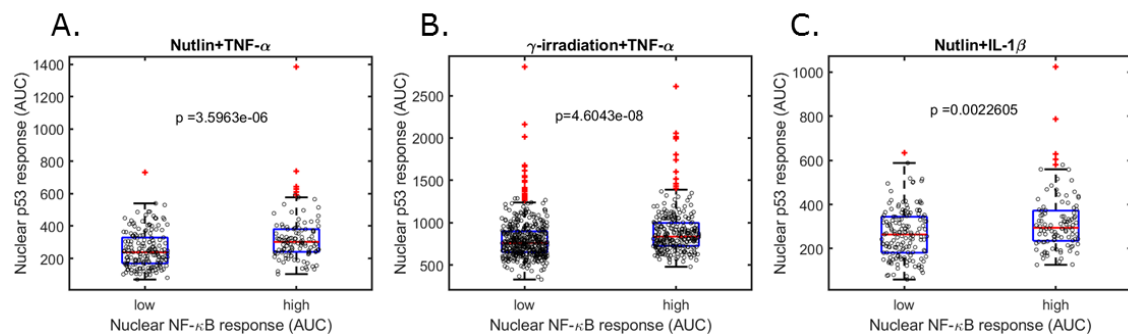 A.
Nutlin+TNF-α
Nuclear p53 response (AUC)
1400
1200
1000
800
600
400
200
p =3.5963e-06
low
high
Nuclear NF-κB response (AUC)
B.
γ-irradiation+TNF-α
Nuclear p53 response (AUC)
2500
2000
1500
1000
500
p=4.6043e-08
low
high
Nuclear NF-κB response (AUC)
C.
Nutlin+IL-1β
Nuclear p53 response (AUC)
1000
800
600
400
200
p =0.0022605
low
high
Nuclear NF-κB response (AUC)